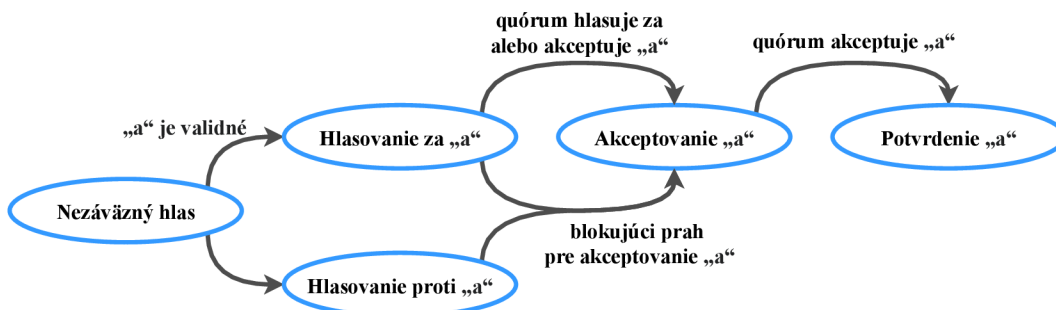 quórum hlasuje za
alebo akceptuje „a“
quórum akceptuje „a“
„a“ je validné
Hlasovanie za „a“
Akceptovanie „a“
Potvrdenie „a“
Nezáväzný hlas
blokujúci prah
pre akceptovanie „a“
Hlasovanie proti „a“